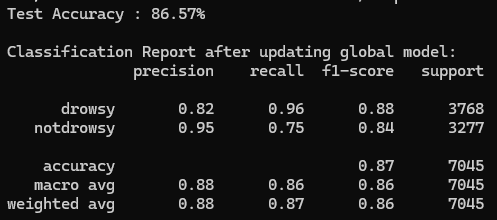 Test Accuracy : 86.57%
Classification Report after updating global model:
precision recall f1-score support
drowsy 0.82 0.96 0.88 3768
notdrowsy 0.95 0.75 0.84 3277
accuracy 0.87 7045
macro avg 0.88 0.86 0.86 7045
weighted avg 0.88 0.87 0.86 7045